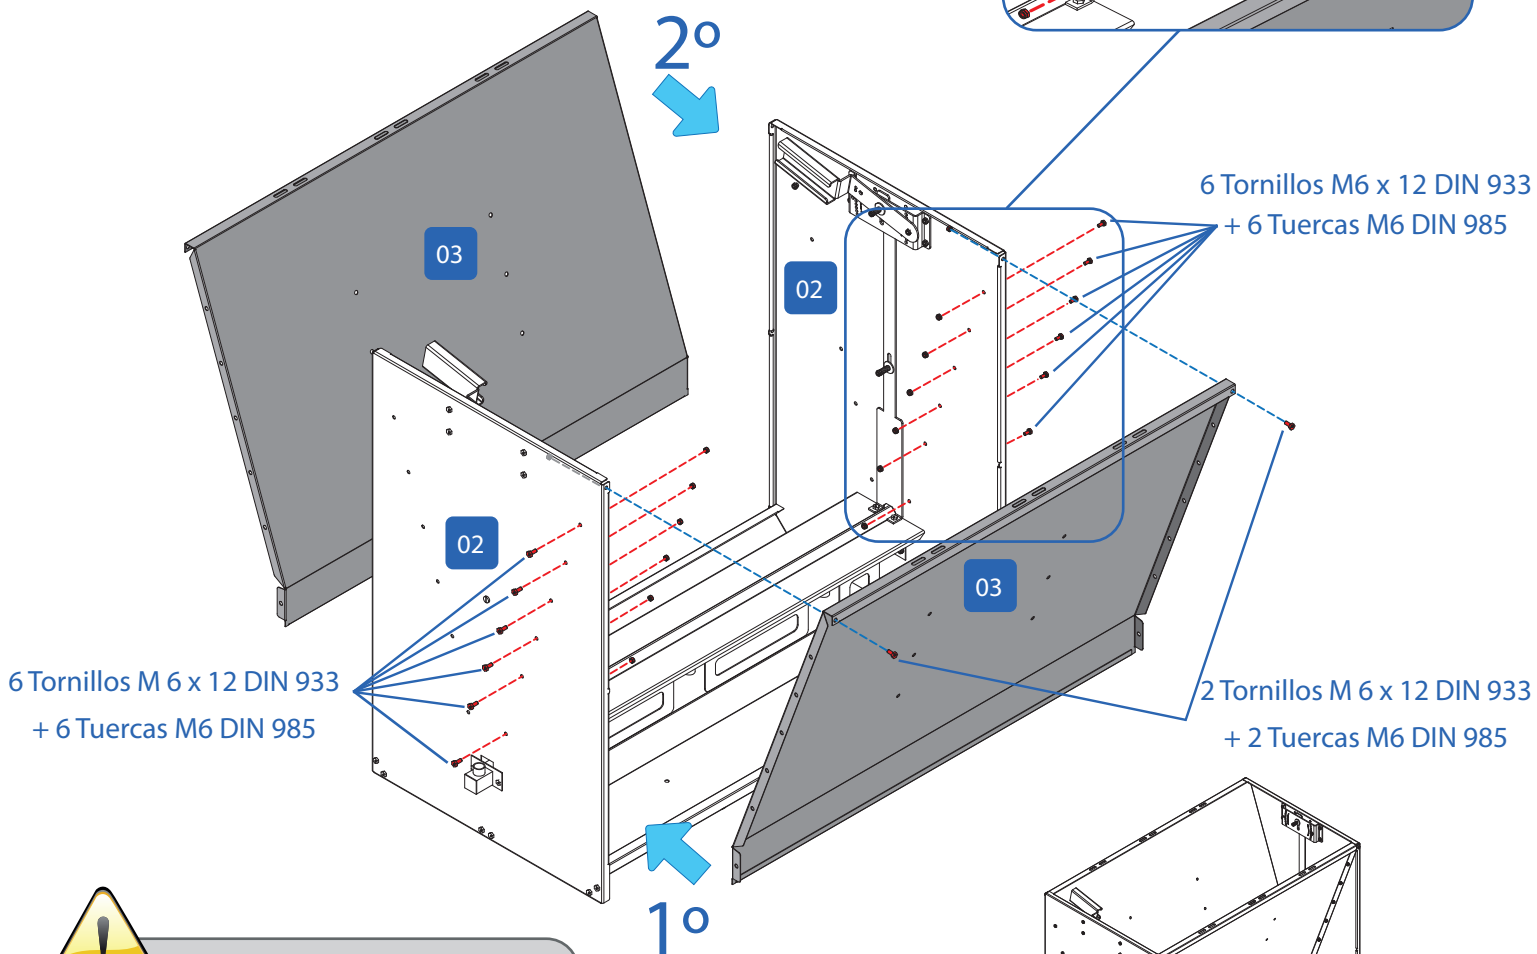 2º
6 Tornillos M6 x 12 DIN 933
+ 6 Tuercas M6 DIN 985
03
02
02
03
6 Tornillos M 6 x 12 DIN 933
+ 6 Tuercas M6 DIN 985
2 Tornillos M 6 x 12 DIN 933
+ 2 Tuercas M6 DIN 985
1º
!